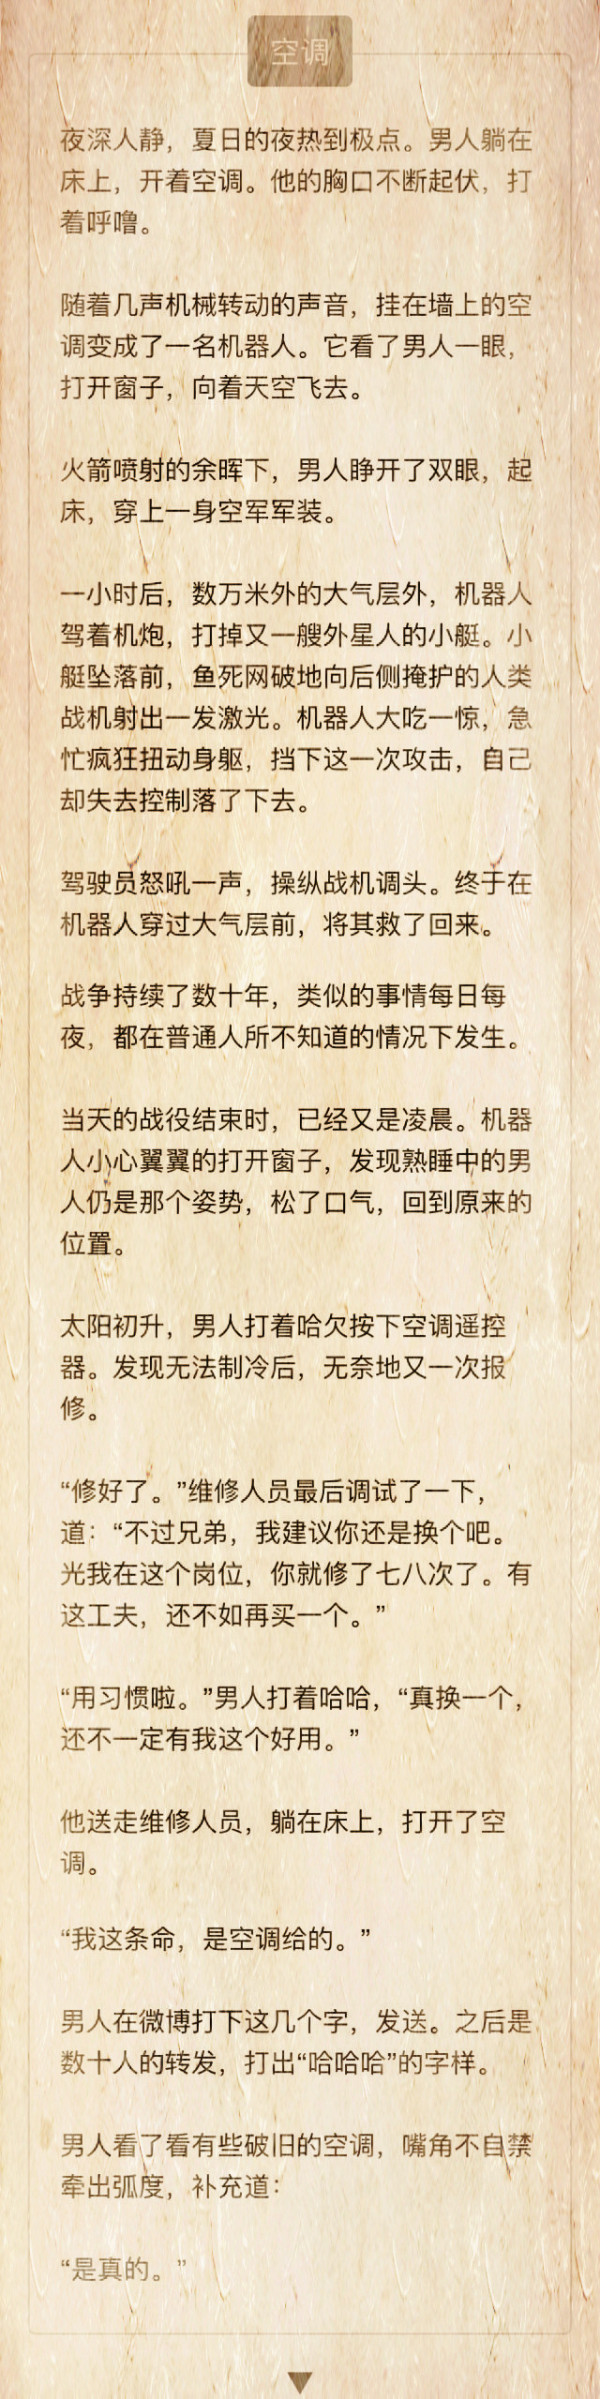 空调
夜深人静，夏日的夜热到极点。男人躺在
床上，开着空调。他的胸口不断起伏，打
着呼噜。
随着几声机械转动的声音，挂在墙上的空
调变成了一名机器人。它看了男人一眼，
打开窗子，向着天空飞去。
火箭喷射的余晖下，男人睁开了双眼，起
床，穿上一身空军军装。
一小时后，数万米外的大气层外，机器人
驾着机炮，打掉又一艘外星人的小艇。小
艇坠落前，鱼死网破地向后侧掩护的人类
战机射出一发激光。机器人大吃一惊，急
忙疯狂扭动身躯，挡下这一次攻击，自己
却失去控制落了下去。
驾驶员怒吼一声，操纵战机调头。终于在
机器人穿过大气层前，将其救了回来。
战争持续了数十年，类似的事情每日每
夜，都在普通人所不知道的情况下发生。
当天的战役结束时，已经又是凌晨。机器
人小心翼翼的打开窗子，发现熟睡中的男
人仍是那个姿势，松了口气，回到原来的
位置。
太阳初升，男人打着哈欠按下空调遥控
器。发现无法制冷后，无奈地又一次报
修。
“修好了。”维修人员最后调试了一下，
道：“不过兄弟，我建议你还是换个吧。
光我在这个岗位，你就修了七八次了。有
这工夫，还不如再买一个。”
“用习惯啦。”男人打着哈哈，“真换一个，
还不一定有我这个好用。”
他送走维修人员，躺在床上，打开了空
调。
“我这条命，是空调给的。”
男人在微博打下这几个字，发送。之后是
数十人的转发，打出“哈哈哈”的字样。
男人看了看有些破旧的空调，嘴角不自禁
牵出弧度，补充道：
“是真的。”